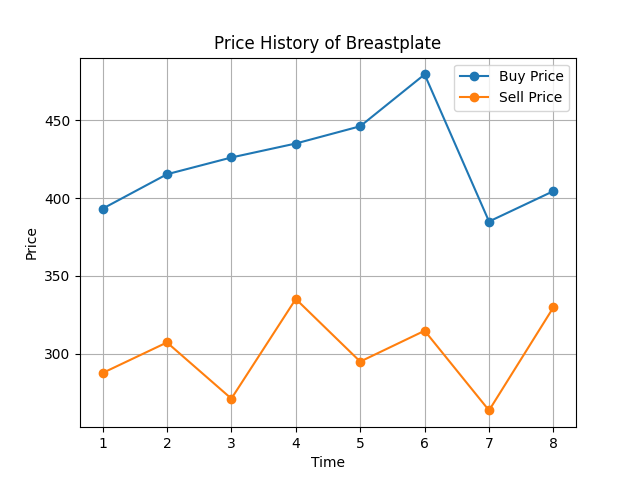 Price History of Breastplate
Buy Price
Sell Price
450
400
350
300
Price
1 2 3 4 5 6 7 8
Time